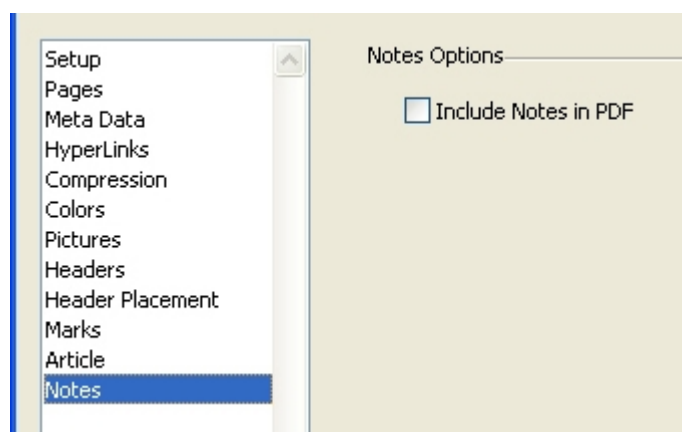 Setup
Pages
Meta Data
HyperLinks
Compression
Colors
Pictures
Headers
Header Placement
Marks
Article
Notes
Notes Options
Include Notes in PDF